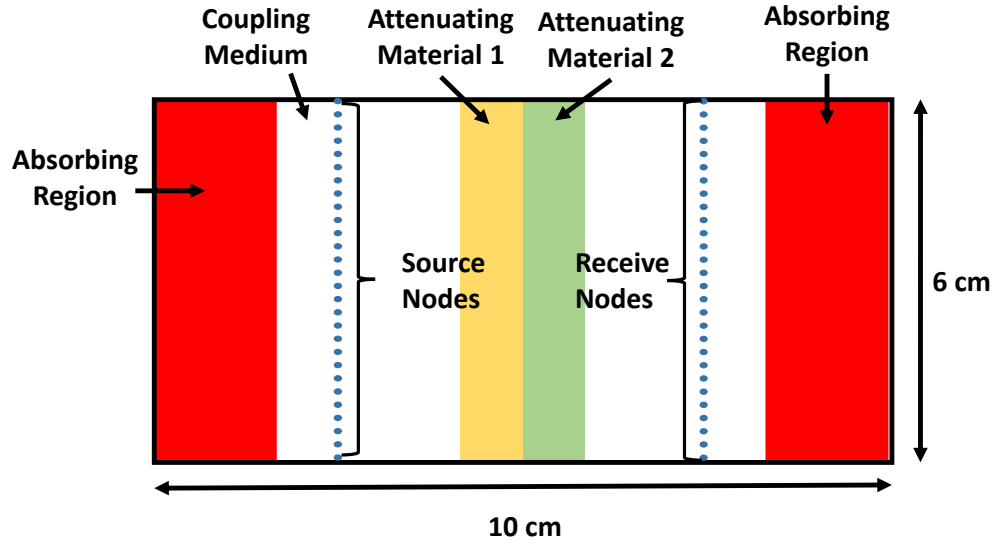 Coupling
Medium
Attenuating
Material 1
Attenuating
Material 2
Absorbing
Region
Absorbing
Region
Source
Nodes
Receive
Nodes
6 cm
10 cm